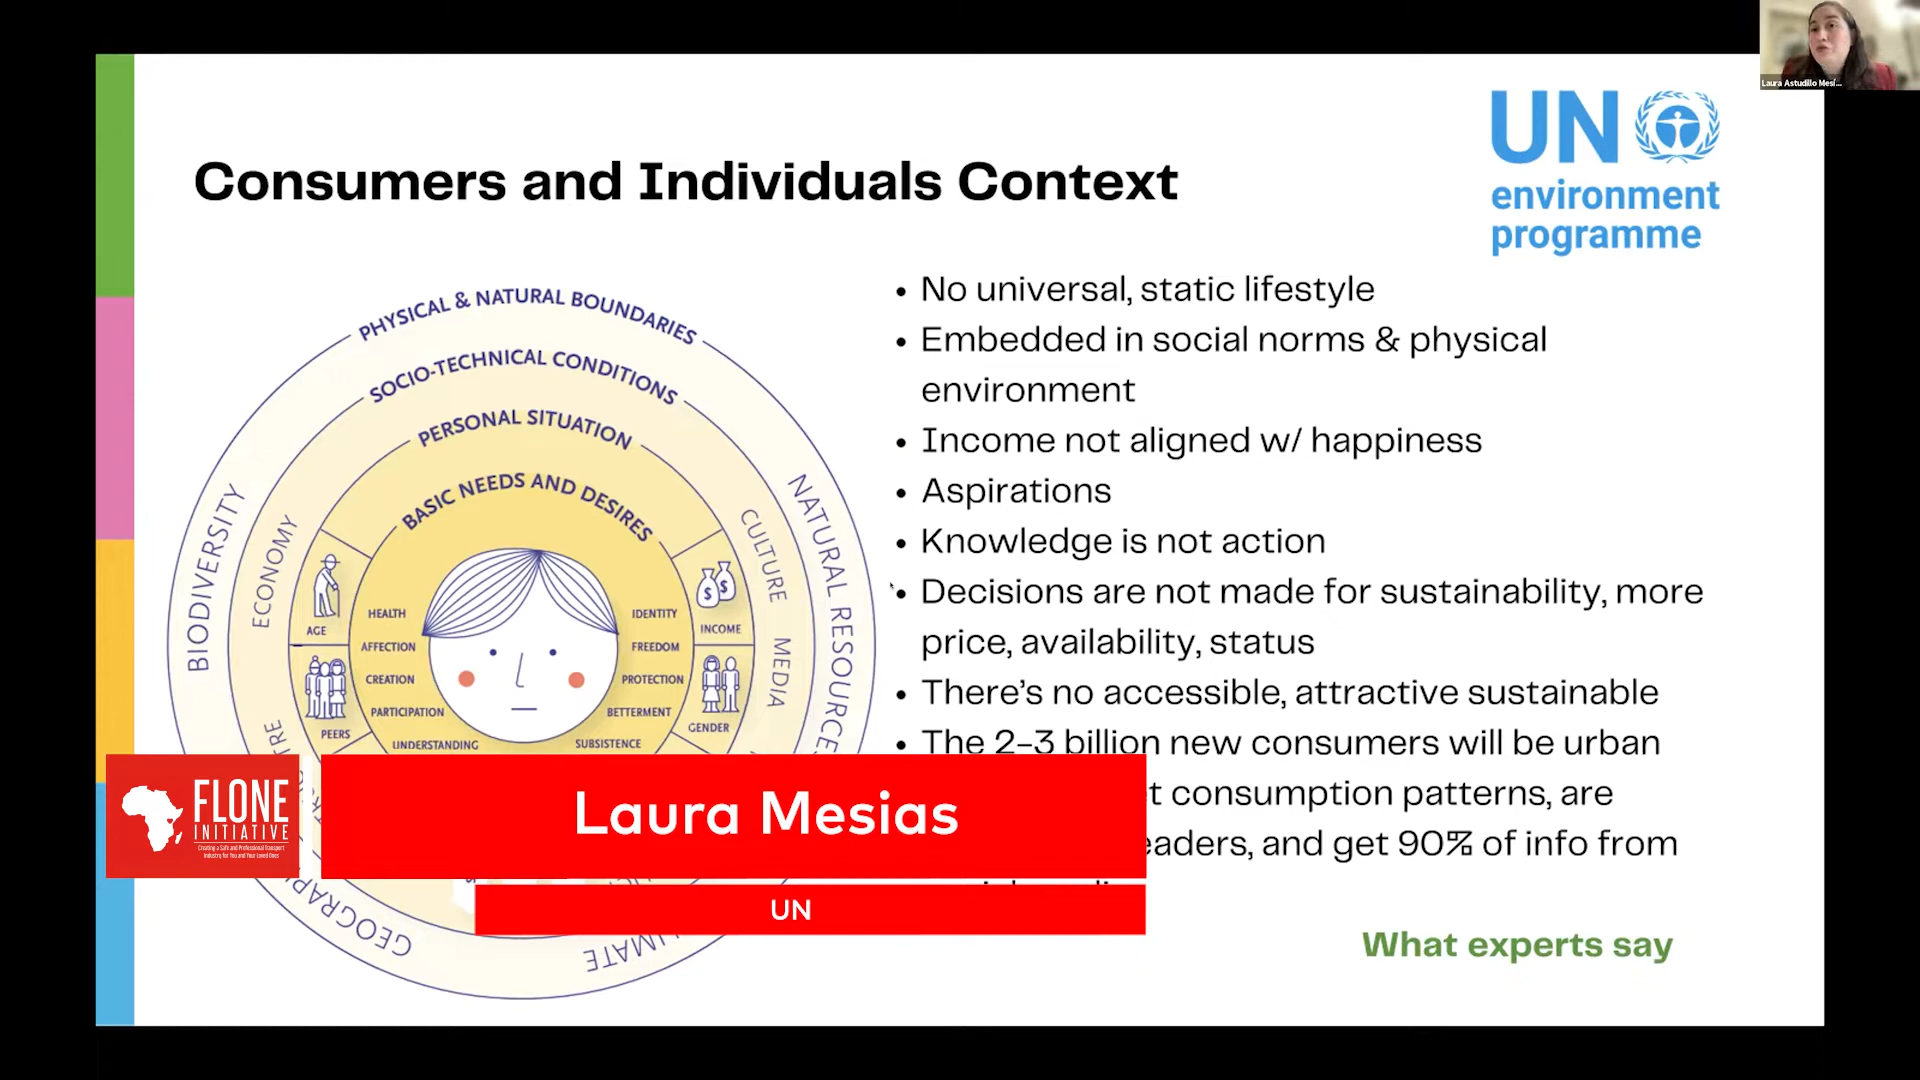 Laura Astudillo Mesí...
UN
environment
programme
Consumers and Individuals Context
PHYSICAL & NATURAL BOUNDARIES
SOCIO-TECHNICAL CONDITIONS
PERSONAL SITUATION
BASIC NEEDS AND DESIRES
BIODIVERSITY
ECONOMY
CULTURE
MEDIA
NATURAL RESOURCES
AGE
PEERS
INCOME
GENDER
HEALTH
AFFECTION
CREATION
PARTICIPATION
UNDERSTANDING
IDENTITY
FREEDOM
PROTECTION
BETTERMENT
SUBSISTENCE
• No universal, static lifestyle
• Embedded in social norms & physical
environment
• Income not aligned w/ happiness
• Aspirations
• Knowledge is not action
• Decisions are not made for sustainability, more
price, availability, status
• There's no accessible, attractive sustainable
• The 2-3 billion new consumers will be urban
consumption patterns, are
and get 90% of info from
What experts say
FLONE
INITIATIVE
Creating a Safe and Professional Transport
Industry for You and Your Loved Ones
Laura Mesias
UN